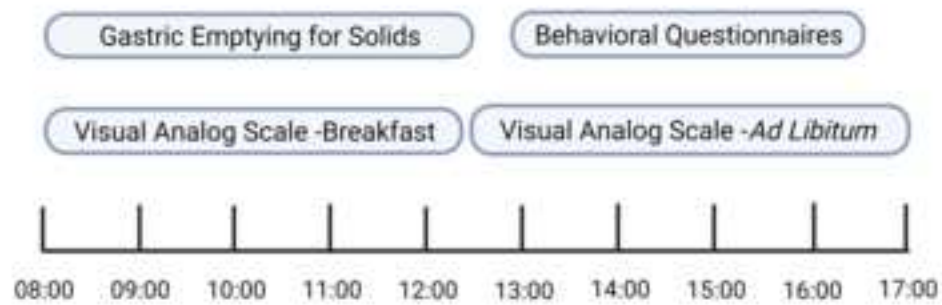 Gastric Emptying for Solids
Behavioral Questionnaires
Visual Analog Scale -Breakfast
Visual Analog Scale -Ad Libitum
08:00 09:00 10:00 11:00 12:00 13:00 14:00 15:00 16:00 17:00